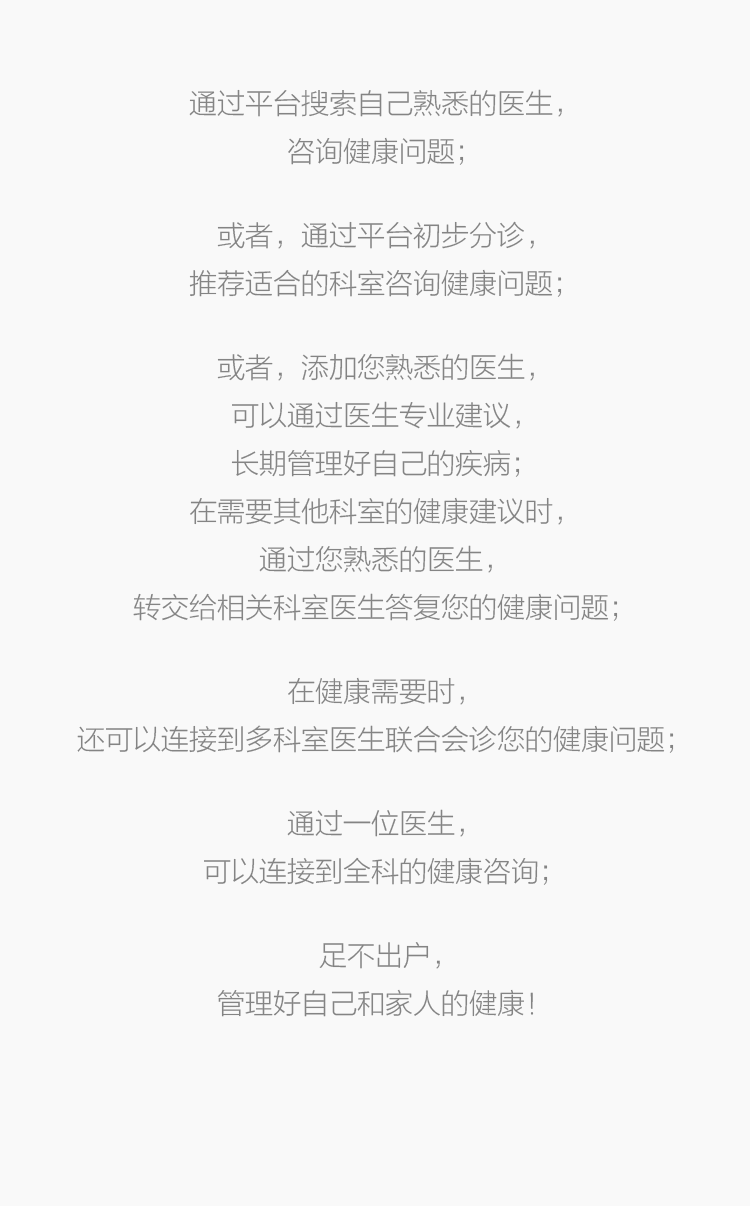 通过平台搜索自己熟悉的医生，
咨询健康问题；
或者，通过平台初步分诊，
推荐适合的科室咨询健康问题；
或者，添加您熟悉的医生，
可以通过医生专业建议，
长期管理好自己的疾病；
在需要其他科室的健康建议时，
通过您熟悉的医生，
转交给相关科室医生答复您的健康问题；
在健康需要时，
还可以连接到多科室医生联合会诊您的健康问题；
通过一位医生，
可以连接到全科的健康咨询；
足不出户，
管理好自己和家人的健康！